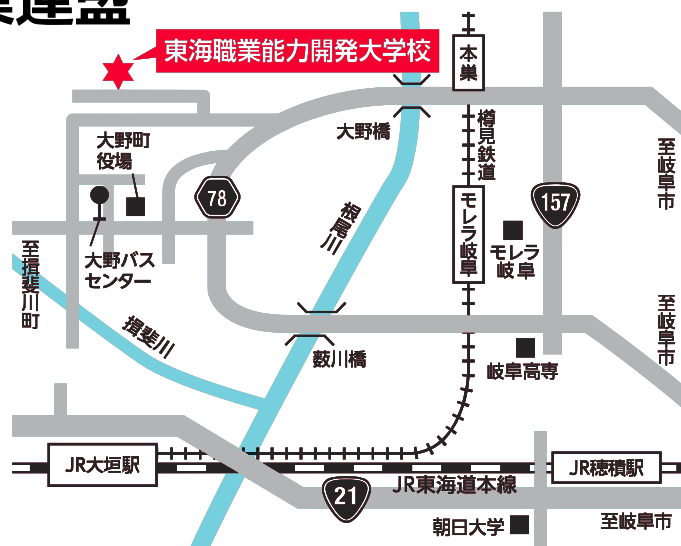 業連盟
東海職業能力開発大学校
本巣
大野橋
樽見鉄道
大野町
役場
至岐阜市
78
157
根尾川
モレラ岐阜
モレラ
岐阜
大野バス
センター
至揖斐川町
至岐阜市
揖斐川
薮川橋
岐阜高専
JR大垣駅
JR穂積駅
JR東海道本線
21
朝日大学
至岐阜市